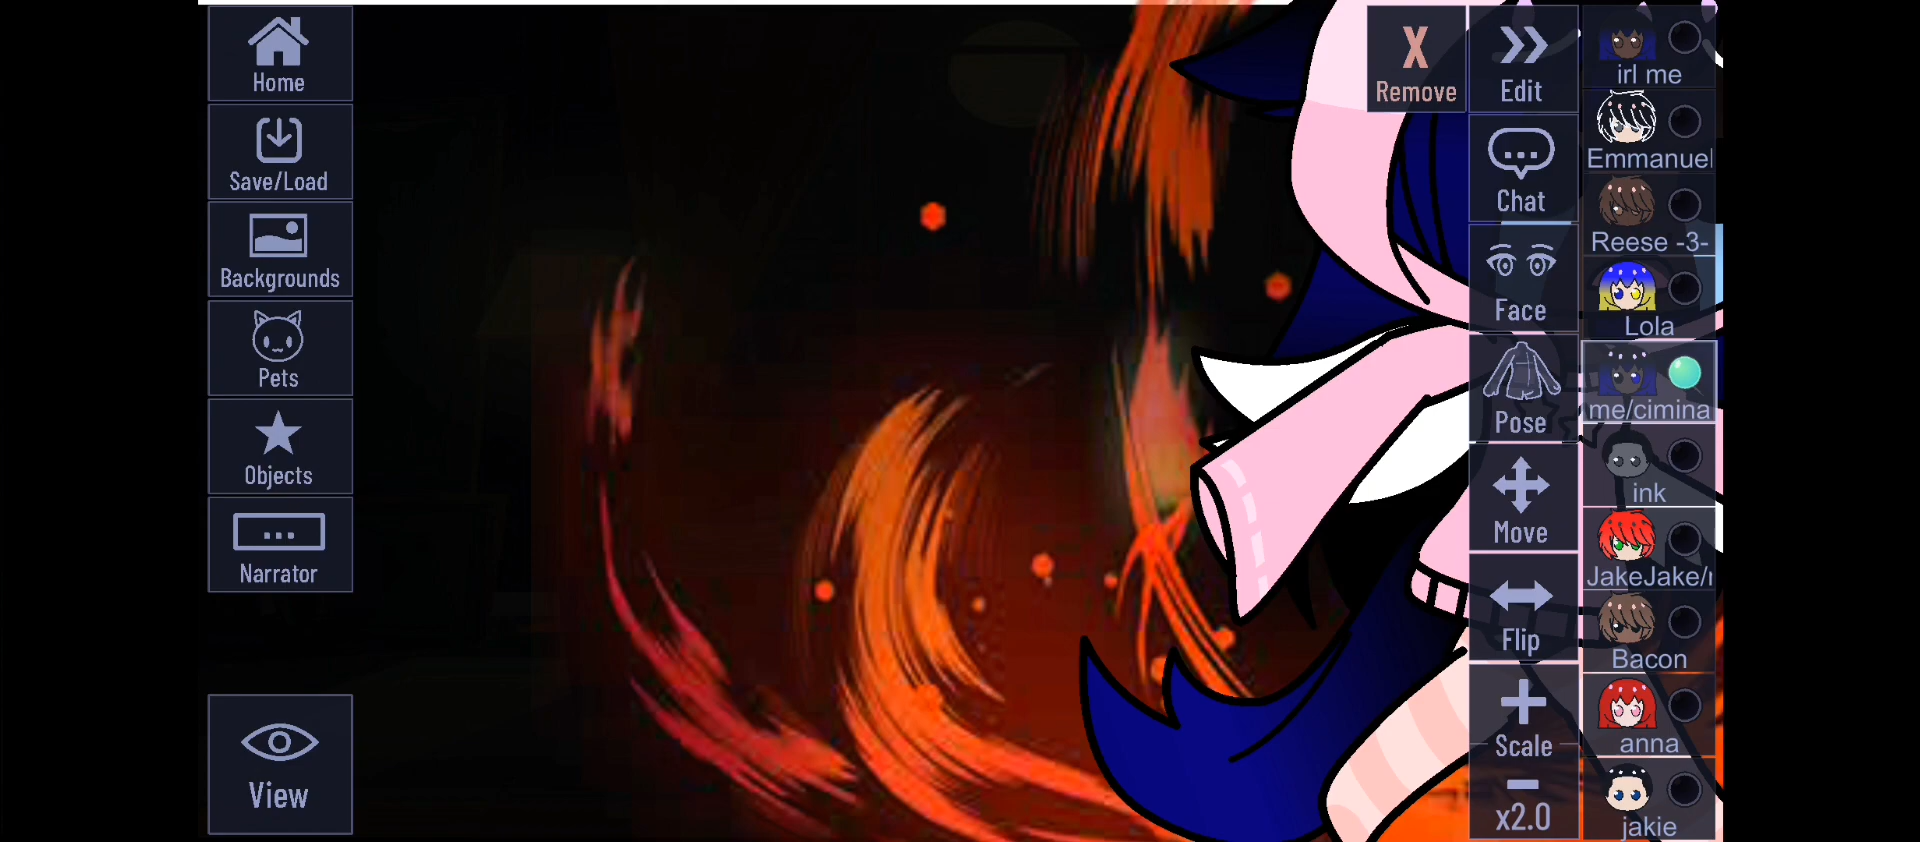 Home
Save/Load
Backgrounds
Pets
Objects
Narrator
View
X
Remove
Edit
Chat
Face
Pose
Move
Flip
Scale
x2.0
irl me
Emmanuel
Reese -3-
Lola
me/cimina
ink
JakeJake/
Bacon
anna
jakie